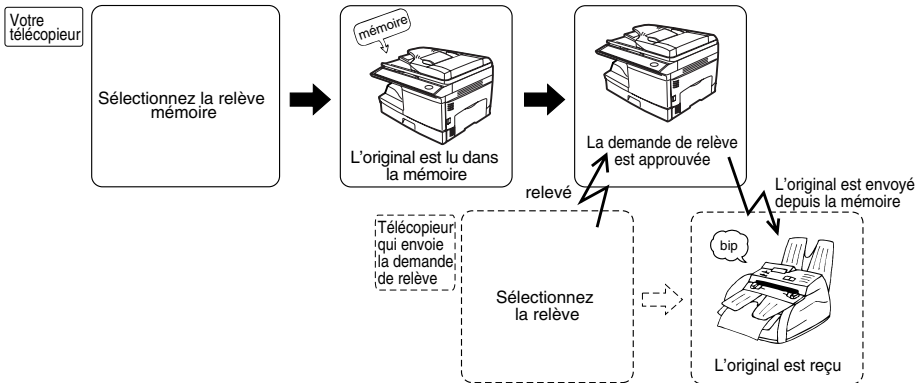 Votre
télécopieur
Sélectionnez la relève
mémoire
mémoire
L'original est lu dans
la mémoire
La demande de relève
est approuvée
relevé
L'original est envoyé
depuis la mémoire
Télécopieur
qui envoie
la demande
de relève
Sélectionnez
la relève
bip
L'original est reçu